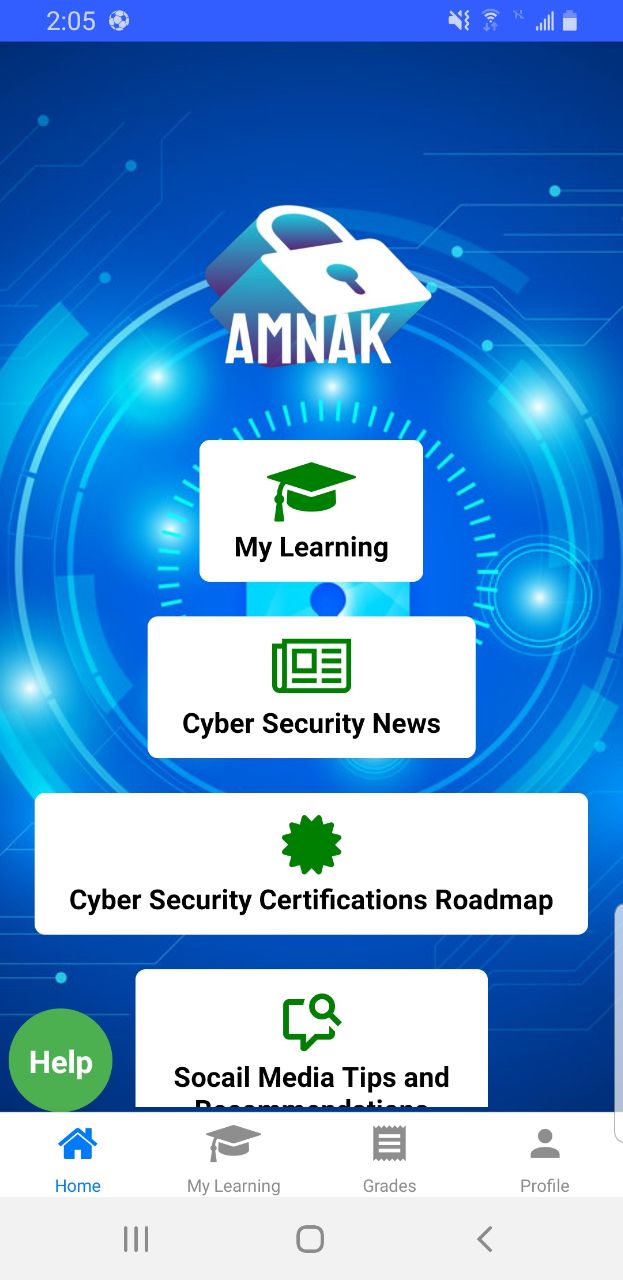 2:05
AMNAK
My Learning
Cyber Security News
Cyber Security Certifications Roadmap
Socail Media Tips and
Recommendations
Help
Home
My Learning
Grades
Profile